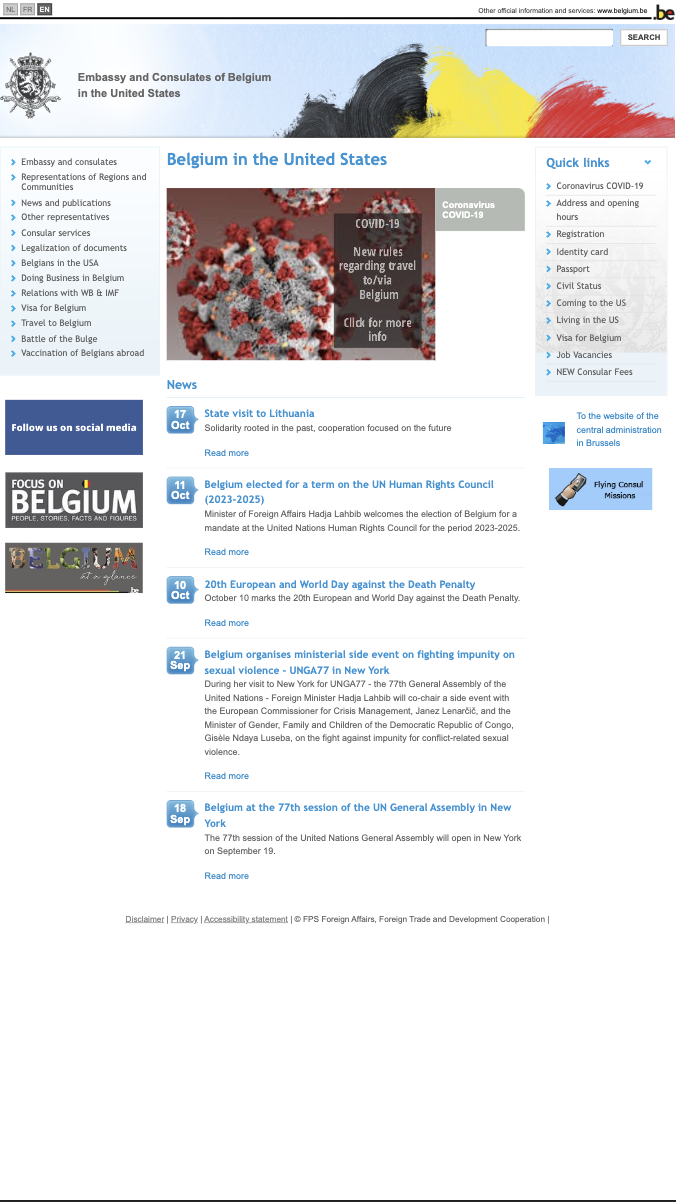 NL FR EN
Other official information and services: www.belgium.be
.be
SEARCH
Embassy and Consulates of Belgium
in the United States
Embassy and consulates
Representations of Regions and
Communities
News and publications
Other representatives
Consular services
Legalization of documents
Belgians in the USA
Doing Business in Belgium
Relations with WB & IMF
Visa for Belgium
Travel to Belgium
Battle of the Bulge
Vaccination of Belgians abroad
Follow us on social media
FOCUS ON
BELGIUM
PEOPLE, STORIES, FACTS AND FIGURES
BELGIUM
at a glance
.be
Belgium in the United States
COVID-19
New rules
regarding travel
to/via
Belgium
Click for more
info
Coronavirus
COVID-19
News
17
Oct
State visit to Lithuania
Solidarity rooted in the past, cooperation focused on the future
Read more
11
Oct
Belgium elected for a term on the UN Human Rights Council
(2023-2025)
Minister of Foreign Affairs Hadja Lahbib welcomes the election of Belgium for a
mandate at the United Nations Human Rights Council for the period 2023-2025.
Read more
10
Oct
20th European and World Day against the Death Penalty
October 10 marks the 20th European and World Day against the Death Penalty.
Read more
21
Sep
Belgium organises ministerial side event on fighting impunity on
sexual violence - UNGA77 in New York
During her visit to New York for UNGA77 - the 77th General Assembly of the
United Nations - Foreign Minister Hadja Lahbib will co-chair a side event with
the European Commissioner for Crisis Management, Janez Lenarčič, and the
Minister of Gender, Family and Children of the Democratic Republic of Congo,
Gisèle Ndaya Luseba, on the fight against impunity for conflict-related sexual
violence.
Read more
18
Sep
Belgium at the 77th session of the UN General Assembly in New
York
The 77th session of the United Nations General Assembly will open in New York
on September 19.
Read more
Quick links
Coronavirus COVID-19
Address and opening
hours
Registration
Identity card
Passport
Civil Status
Coming to the US
Living in the US
Visa for Belgium
Job Vacancies
NEW Consular Fees
To the website of the
central administration
in Brussels
Flying Consul
Missions
Disclaimer | Privacy | Accessibility statement | © FPS Foreign Affairs, Foreign Trade and Development Cooperation |